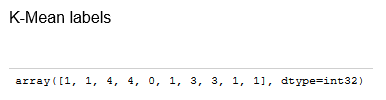 K-Mean labels
array([1, 1, 4, 4, 0, 1, 3, 3, 1, 1], dtype=int32)